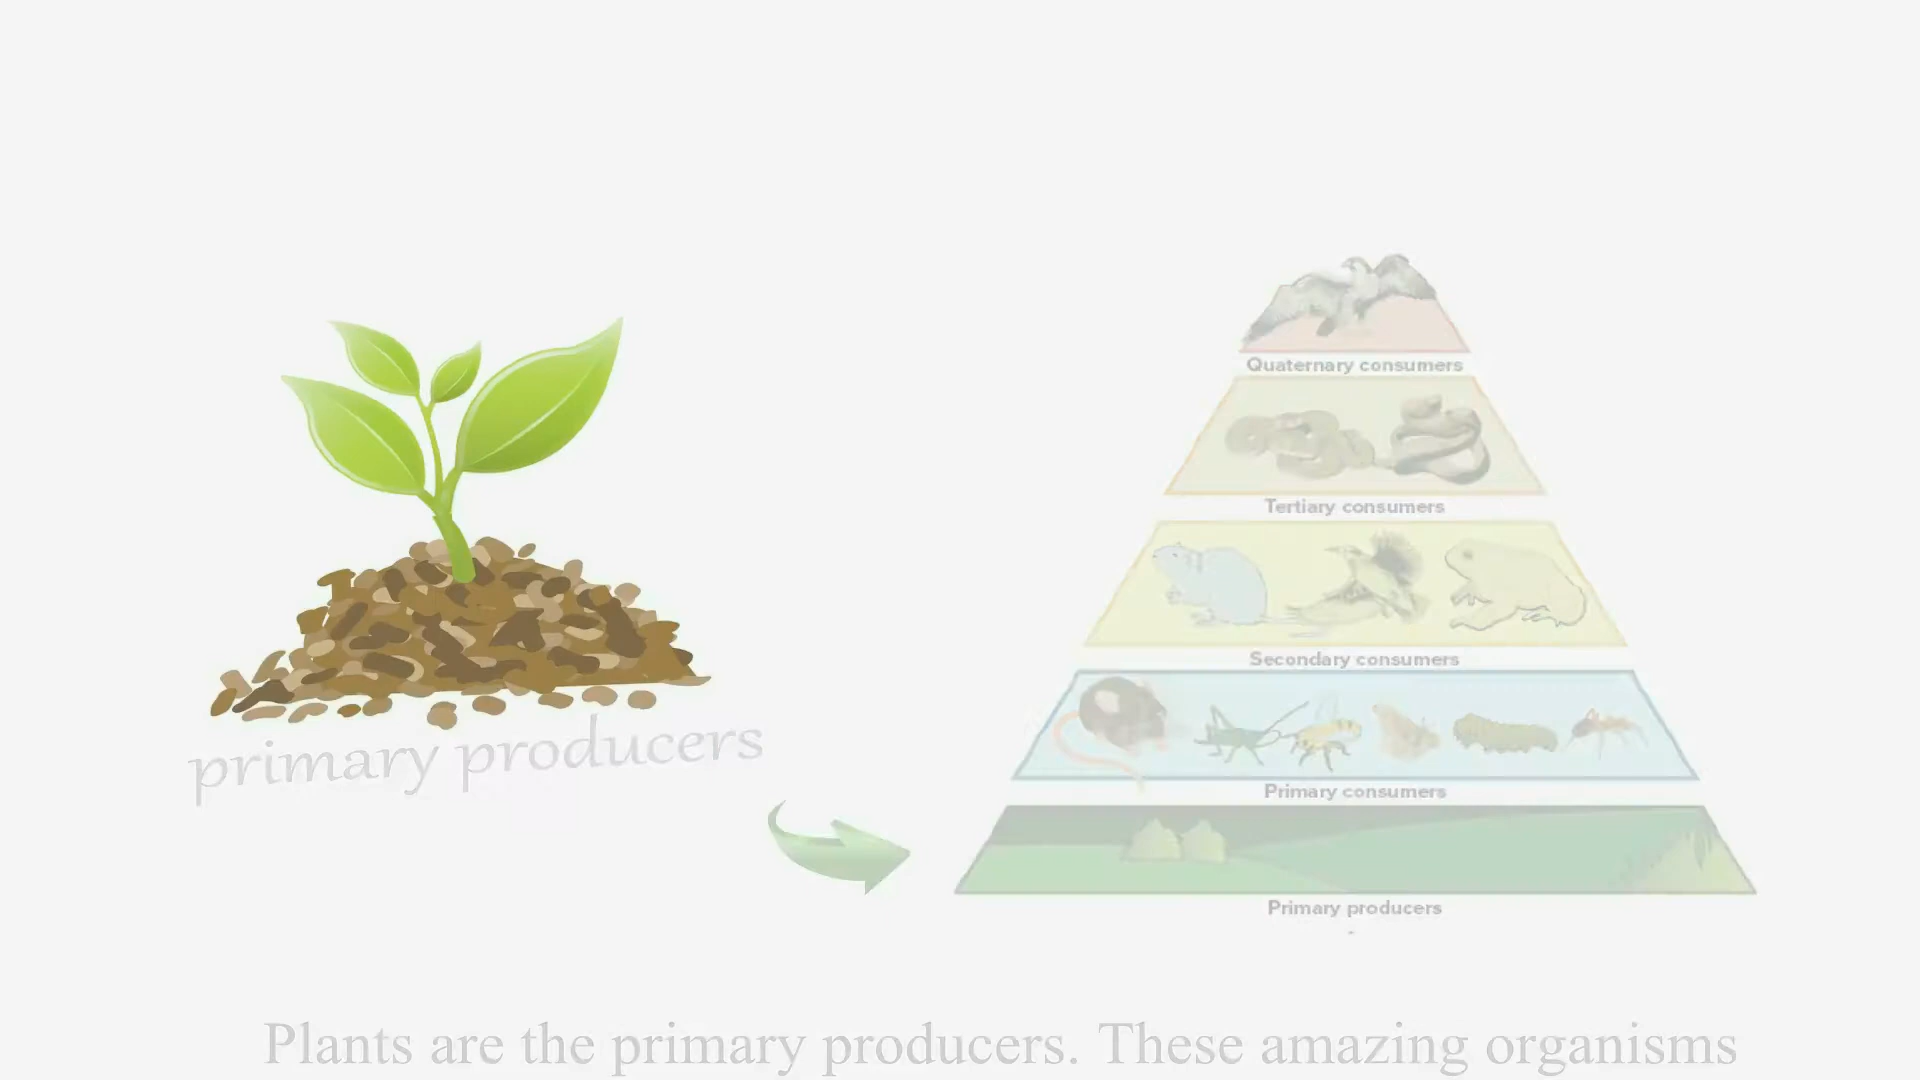 Quaternary consumers
Tertiary consumers
Secondary consumers
primary producers
Primary consumers
Primary producers
Plants are the primary producers. These amazing organisms